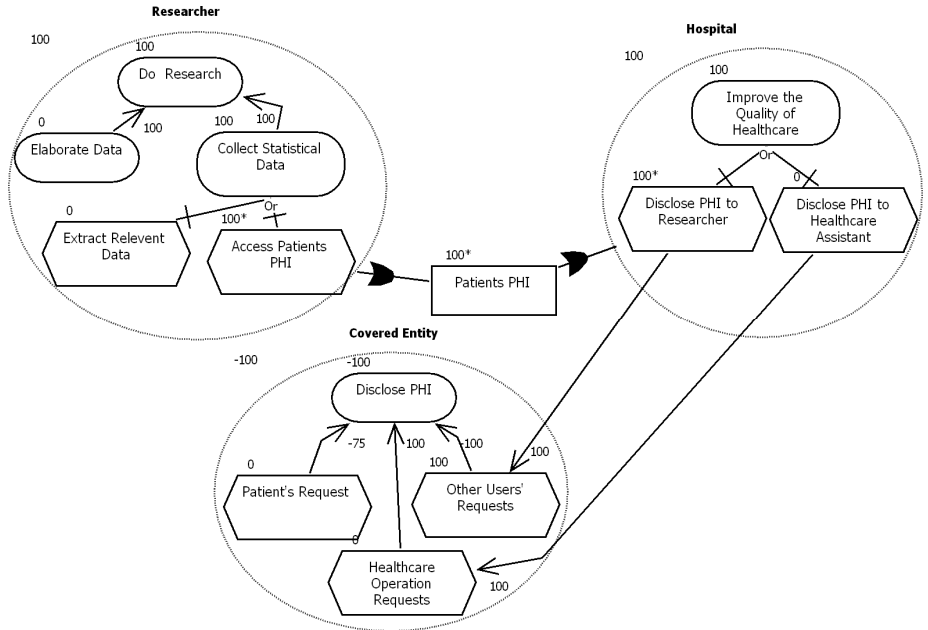 Researcher
100
100
Do Research
0
100
100
100
Elaborate Data
Collect Statistical
Data
Or
0
100*
Extract Relevent
Data
Access Patients
PHI
100*
Patients PHI
Hospital
100
100
Improve the
Quality of
Healthcare
Or
100*
0
Disclose PHI to
Researcher
Disclose PHI to
Healthcare
Assistant
Covered Entity
-100
-100
Disclose PHI
-75
100
-100
0
100
100
Patient's Request
Other Users'
Requests
0
Healthcare
Operation
Requests
100